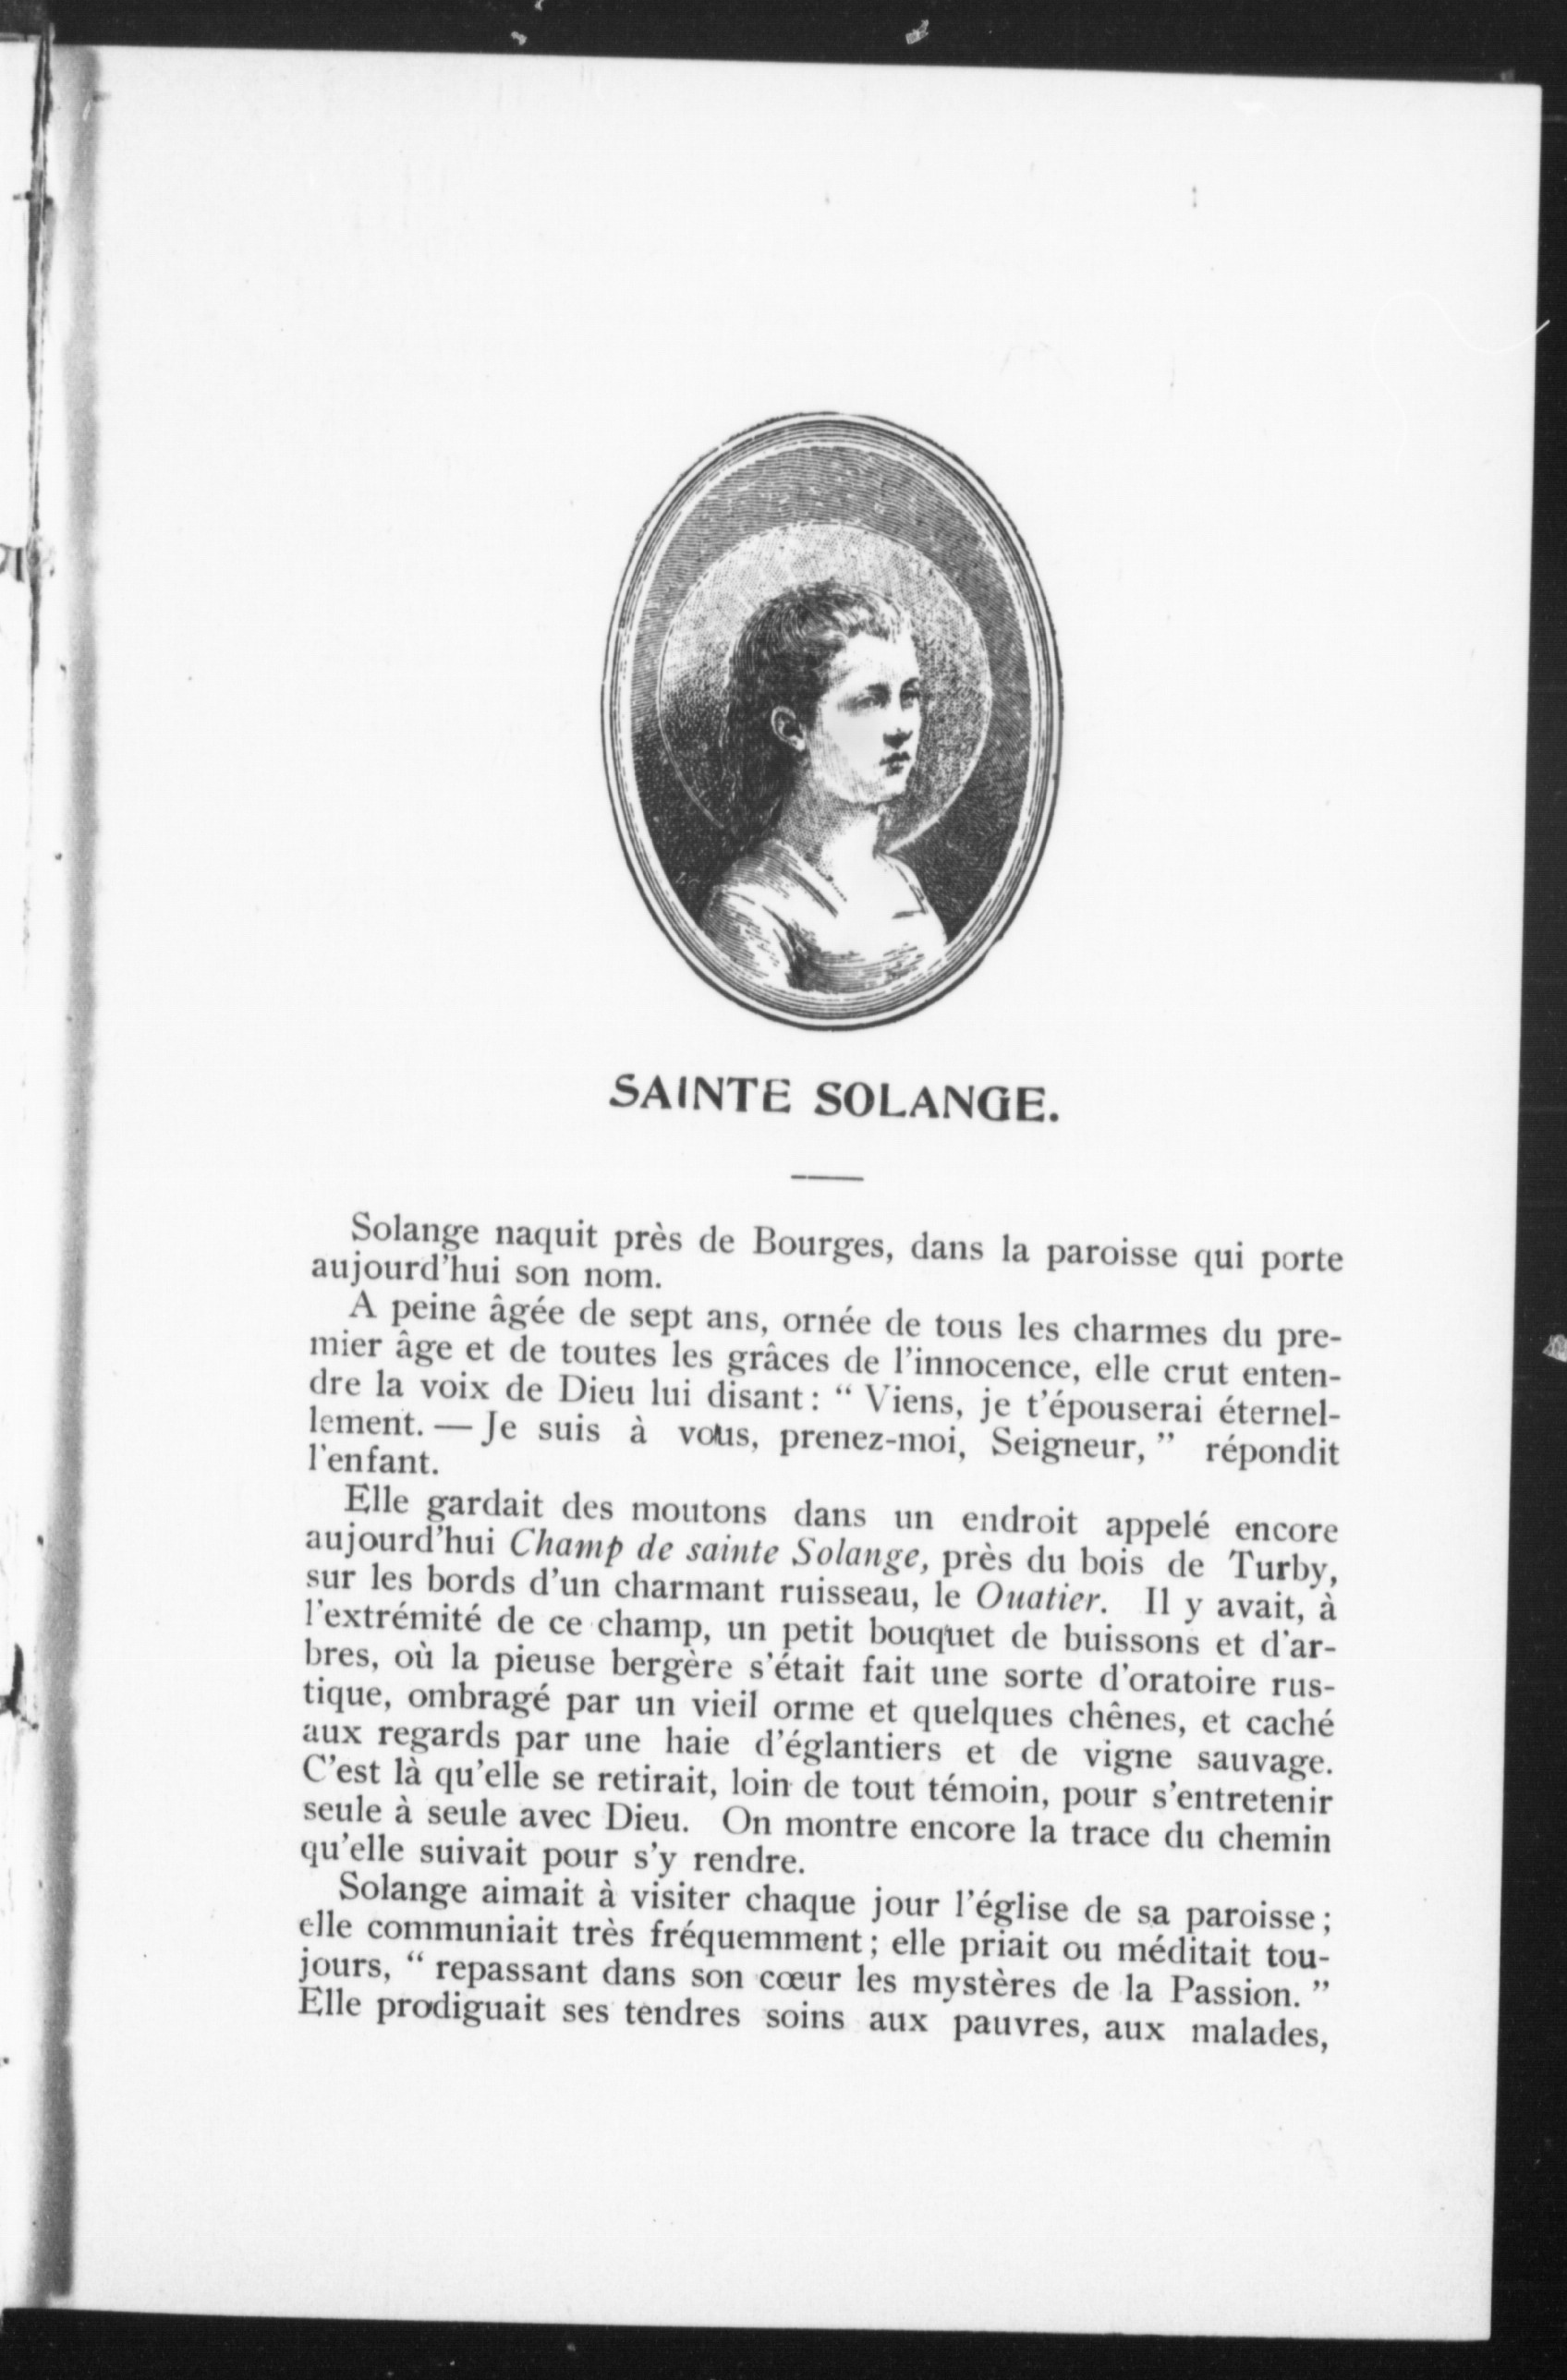 SAINTE SOLANGE.
Solange naquit près de Bourges, dans la paroisse qui porte
aujourd'hui son nom.
A peine âgée de sept ans, ornée de tous les charmes du pre-
mier âge et de toutes les grâces de l'innocence, elle crut enten-
dre la voix de Dieu lui disant : “ Viens, je t'épouserai éternel-
lement. — Je suis à vous, prenez-moi, Seigneur, ” répondit
l'enfant.
Elle gardait des moutons dans un endroit appelé encore
aujourd'hui Champ de sainte Solange, près du bois de Turby,
sur les bords d'un charmant ruisseau, le Ouatier. Il y avait, à
l'extrémité de ce champ, un petit bouquet de buissons et d'ar-
bres, où la pieuse bergère s'était fait une sorte d'oratoire rus-
tique, ombragé par un vieil orme et quelques chênes, et caché
aux regards par une haie d'églantiers et de vigne sauvage.
C'est là qu'elle se retirait, loin de tout témoin, pour s'entretenir
seule à seule avec Dieu. On montre encore la trace du chemin
qu'elle suivait pour s'y rendre.
Solange aimait à visiter chaque jour l'église de sa paroisse ;
elle communiait très fréquemment ; elle priait ou méditait tou-
jours, “ repassant dans son cœur les mystères de la Passion. ”
Elle prodiguait ses tendres soins aux pauvres, aux malades,